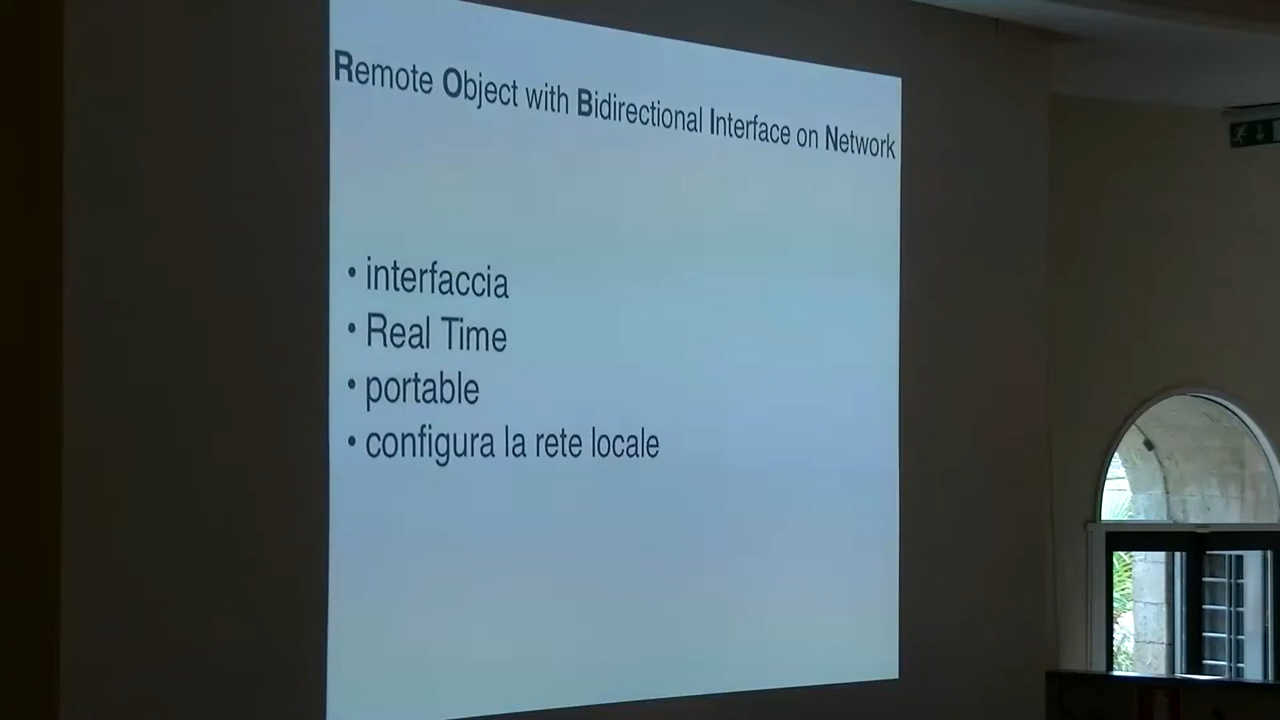 Remote Object with Bidirectional Interface on Network
• interfaccia
• Real Time
• portable
• configura la rete locale